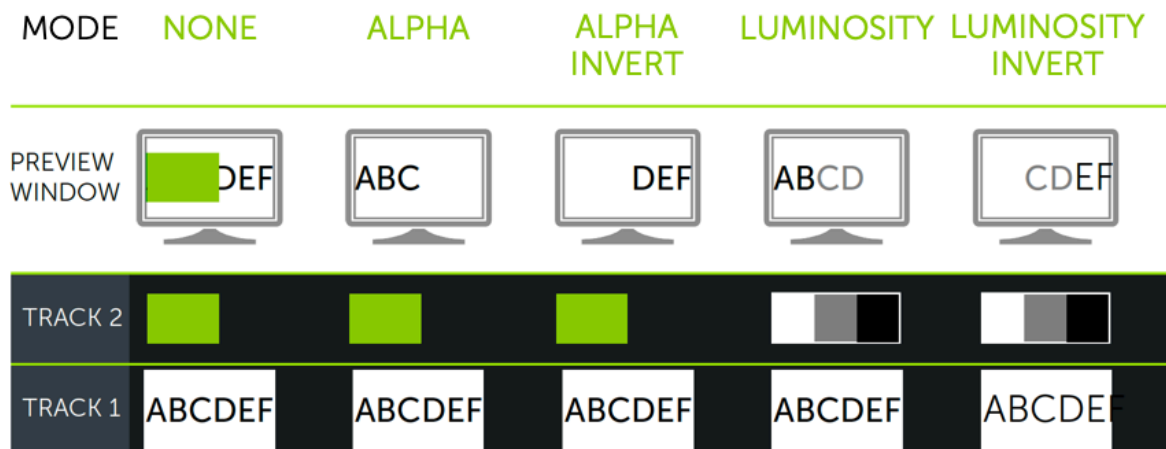 MODE NONE ALPHA ALPHA INVERT LUMINOSITY LUMINOSITY INVERT
PREVIEW WINDOW DEF ABC DEF ABCD CDEF
TRACK 2
TRACK 1 ABCDEF ABCDEF ABCDEF ABCDEF ABCDEF